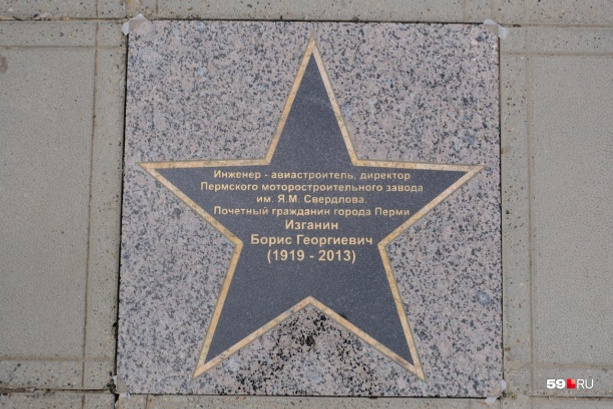 Инженер - авиастроитель, директор
Пермского моторостроительного завода
им. Я.М. Свердлова.
Почетный гражданин города Перми
Изганин
Борис Георгиевич
(1919 - 2013)
59.RU